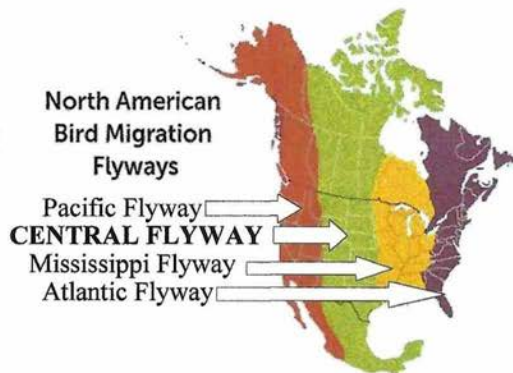 North American
Bird Migration
Flyways
Pacific Flyway
CENTRAL FLYWAY
Mississippi Flyway
Atlantic Flyway